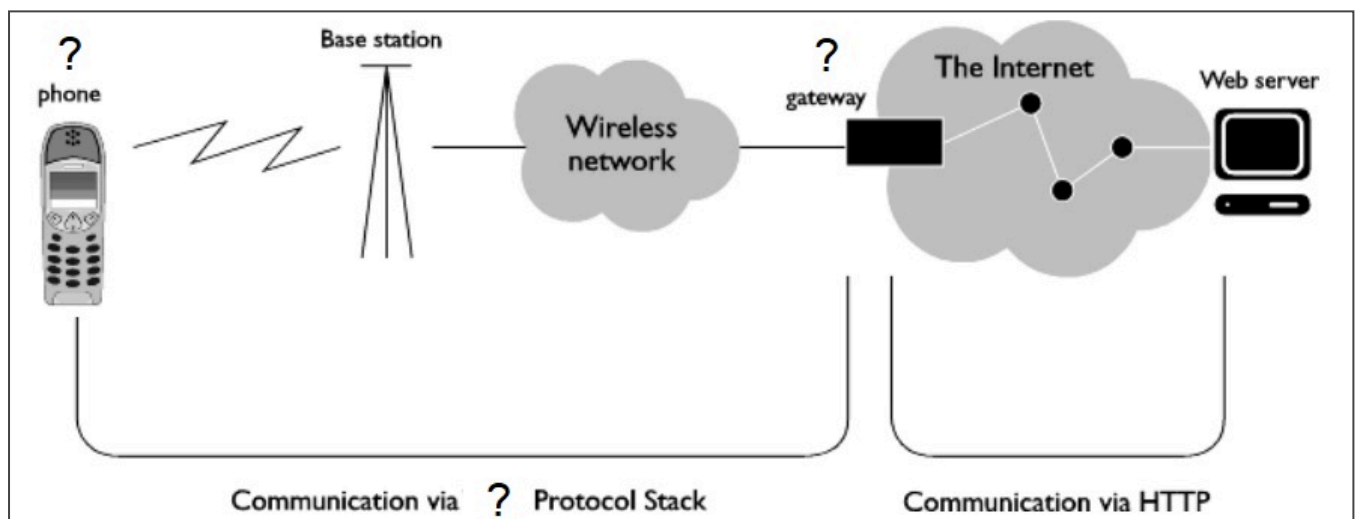 ?
phone
Base station
Wireless
network
?
gateway
The Internet
Web server
Communication via ? Protocol Stack
Communication via HTTP